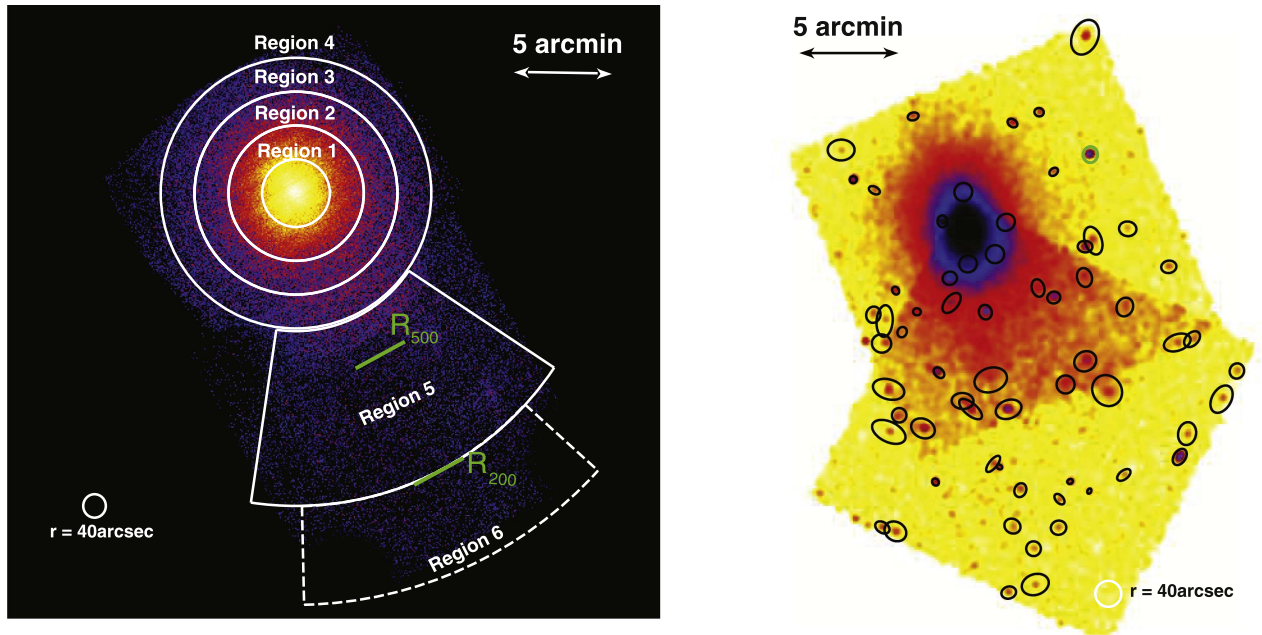 Region 4
5 arcmin
Region 3
Region 2
Region 1
R500
Region 5
R200
r = 40arcsec
Region 6
5 arcmin
r = 40arcsec